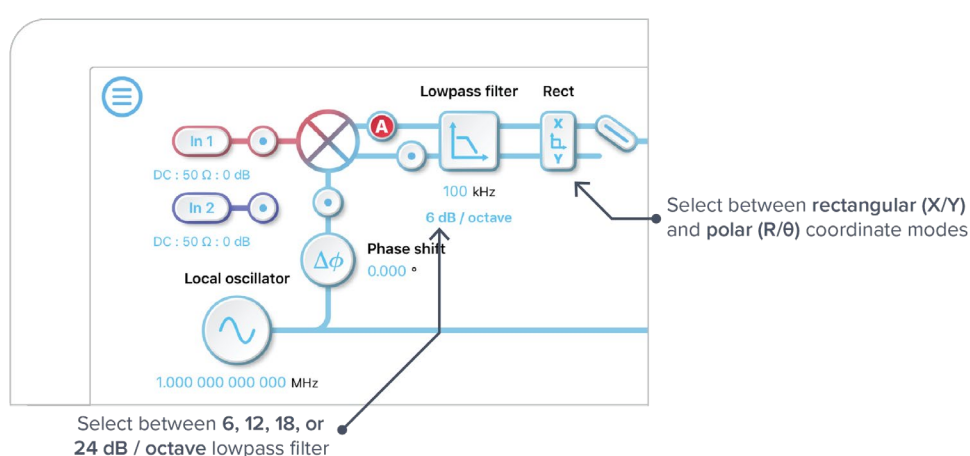 Lowpass filter
Rect
In 1
A
X
Y
DC : 50 Ω : 0 dB
100 kHz
In 2
6 dB / octave
Select between rectangular (X/Y)
and polar (R/θ) coordinate modes
DC : 50 Ω : 0 dB
Δϕ
Phase shift
0.000 °
Local oscillator
1.000 000 000 000 MHz
Select between 6, 12, 18, or
24 dB / octave lowpass filter